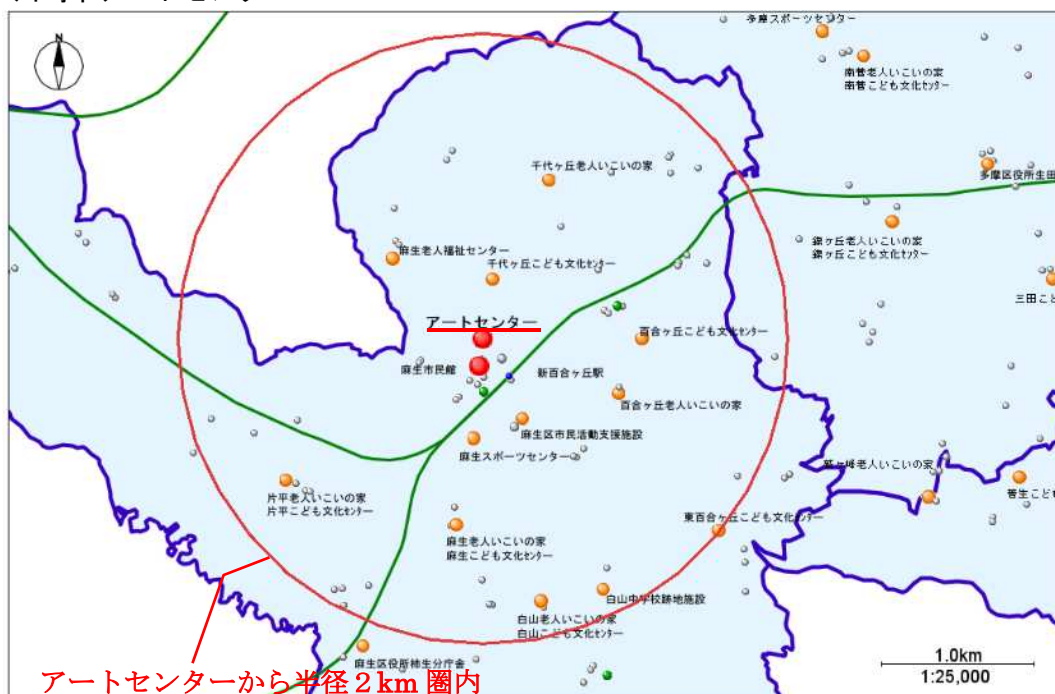 N
多摩スポーツセンター
南菅老人いこいの家
南菅こども文化センター
千代ヶ丘老人いこいの家
多摩区役所生田
錦ヶ丘老人いこいの家
錦ヶ丘こども文化センター
麻生老人福祉センター
千代ヶ丘こども文化センター
三田こど
アートセンター
百合ヶ丘こども文化センター
麻生市民館
新百合ヶ丘駅
百合ヶ丘老人いこいの家
麻生区市民活動支援施設
麻生スポーツセンター
鷲ヶ峰老人いこいの家
菅生こども
片平老人いこいの家
片平こども文化センター
東百合ヶ丘こども文化センター
麻生老人いこいの家
麻生こども文化センター
白山中学校跡地施設
白山老人いこいの家
白山こども文化センター
麻生区役所柿生分庁舎
1.0km
1:25,000
アートセンターから半径2km 圏内